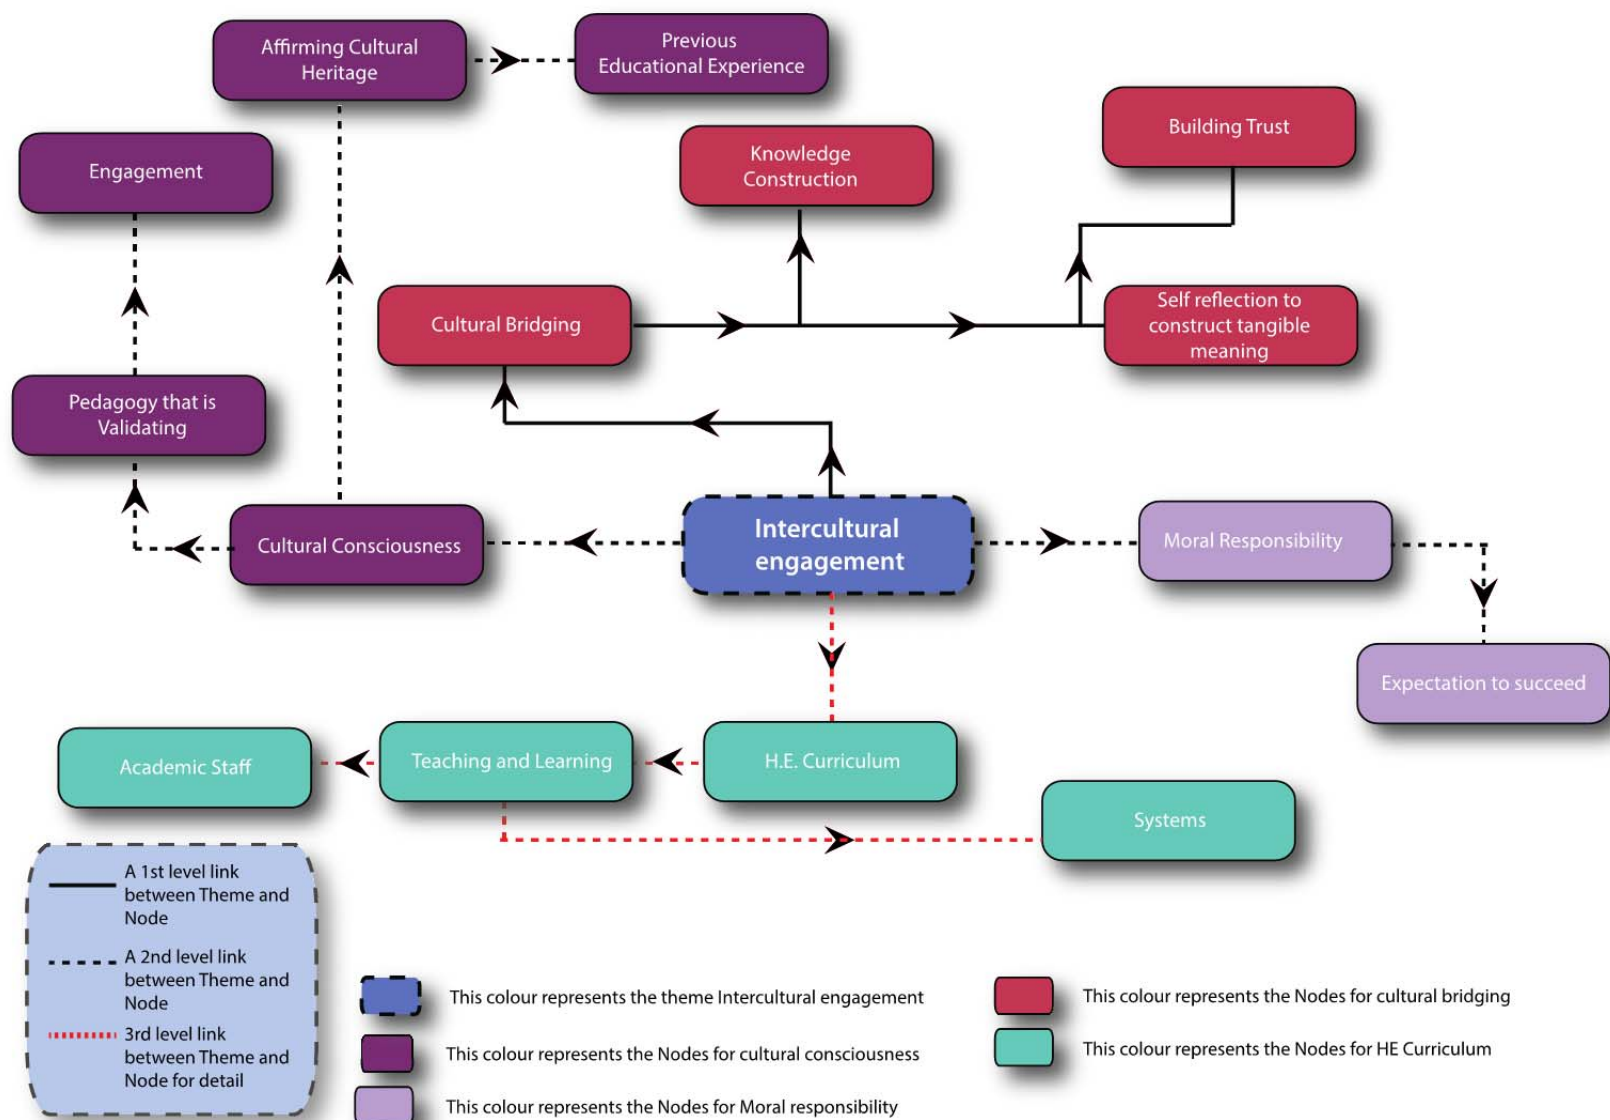 Affirming Cultural
Heritage
Previous
Educational Experience
Engagement
Knowledge
Construction
Building Trust
Cultural Bridging
Self reflection to
construct tangible
meaning
Pedagogy that is
Validating
Cultural Consciousness
Intercultural
engagement
Moral Responsibility
Expectation to succeed
Academic Staff
Teaching and Learning
H.E. Curriculum
Systems
A 1st level link
between Theme and
Node
A 2nd level link
between Theme and
Node
3rd level link
between Theme and
Node for detail
This colour represents the theme Intercultural engagement
This colour represents the Nodes for cultural consciousness
This colour represents the Nodes for Moral responsibility
This colour represents the Nodes for cultural bridging
This colour represents the Nodes for HE Curriculum